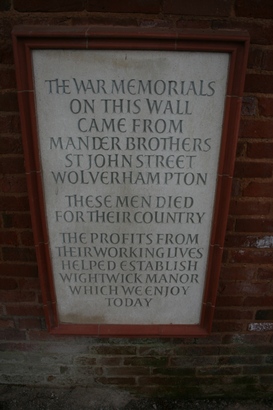 THE WAR MEMORIALS
ON THIS WALL
CAME FROM
MANDER BROTHERS
ST JOHN STREET
WOLVERHAMPTON
THESE MEN DIED
FOR THEIR COUNTRY
THE PROFITS FROM
THEIR WORKING LIVES
HELPED ESTABLISH
WIGHTWICK MANOR
WHICH WE ENJOY
TODAY